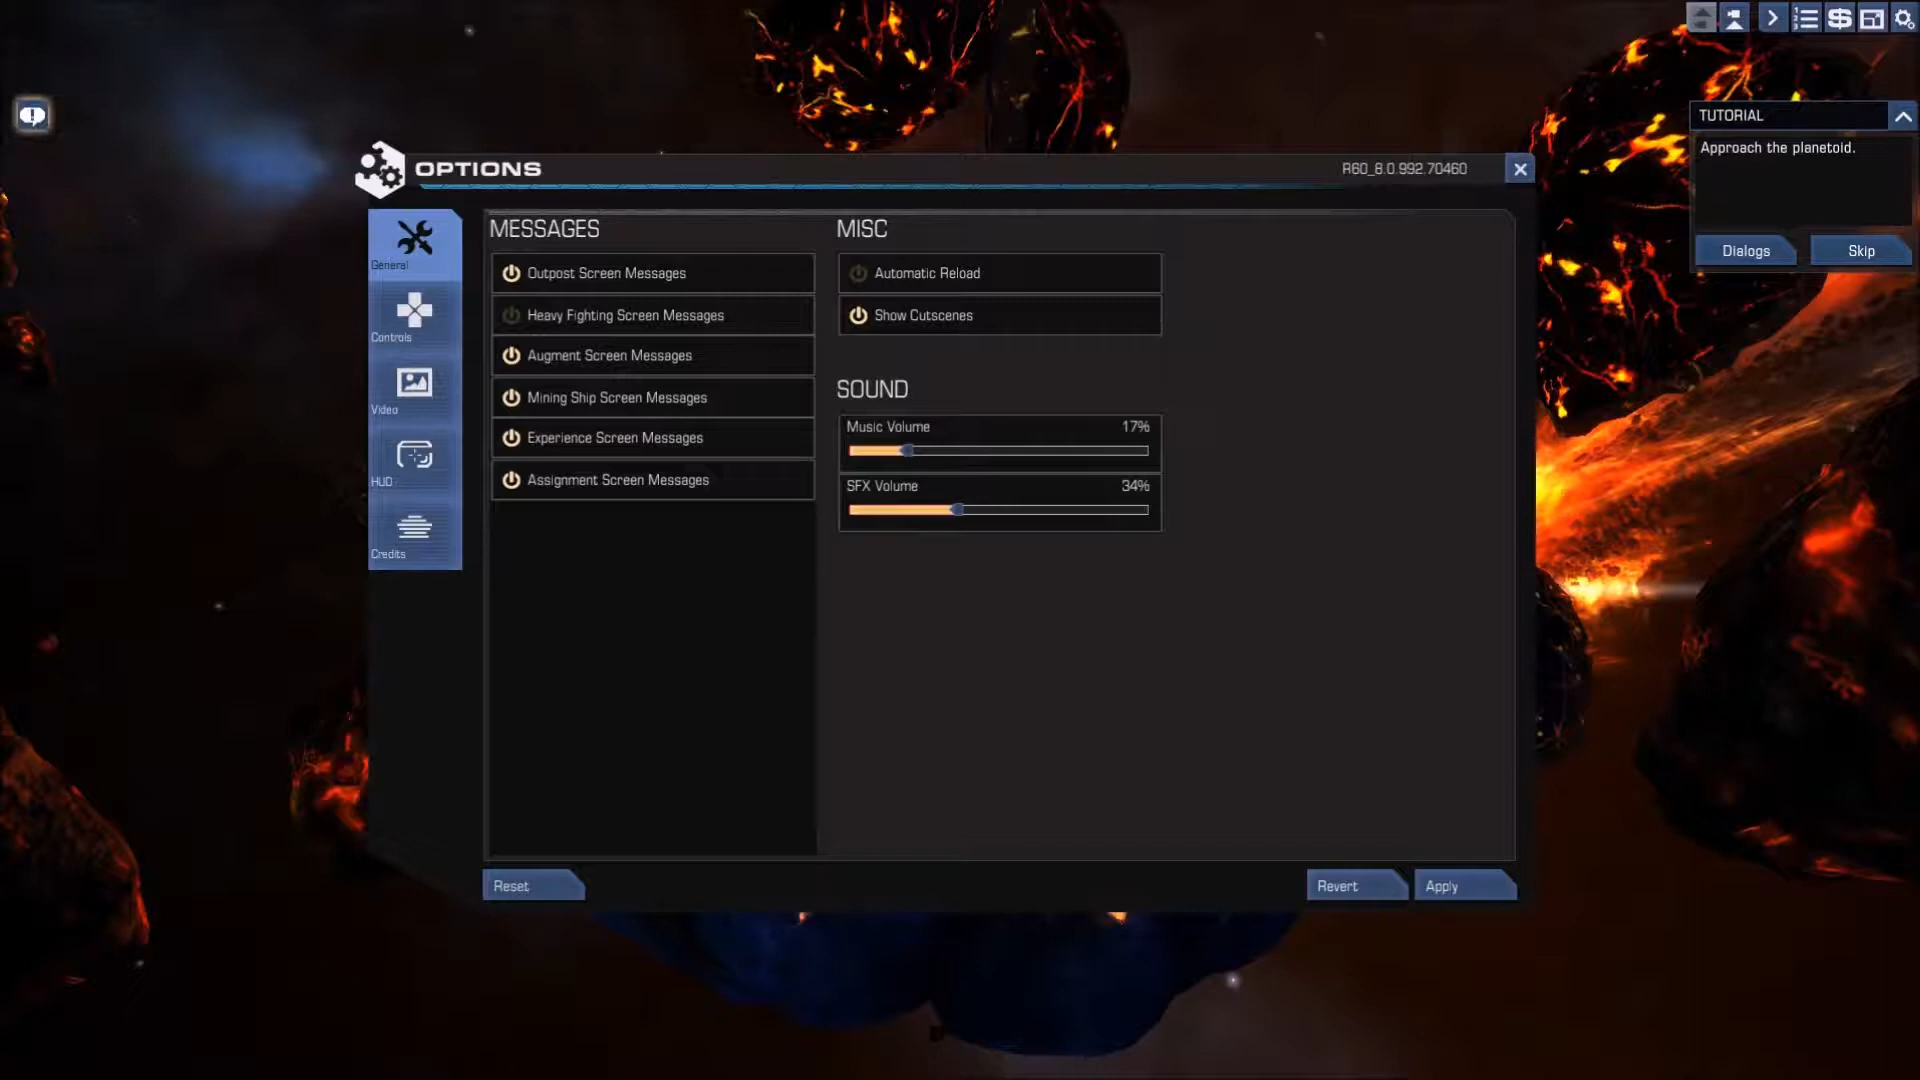 TUTORIAL
Approach the planetoid.
Dialogs
Skip
OPTIONS
R60_8.0.992.70460
General
Controls
Video
HUD
Credits
MESSAGES
Outpost Screen Messages
Heavy Fighting Screen Messages
Augment Screen Messages
Mining Ship Screen Messages
Experience Screen Messages
Assignment Screen Messages
MISC
Automatic Reload
Show Cutscenes
SOUND
Music Volume 17%
SFX Volume 34%
Reset
Revert
Apply